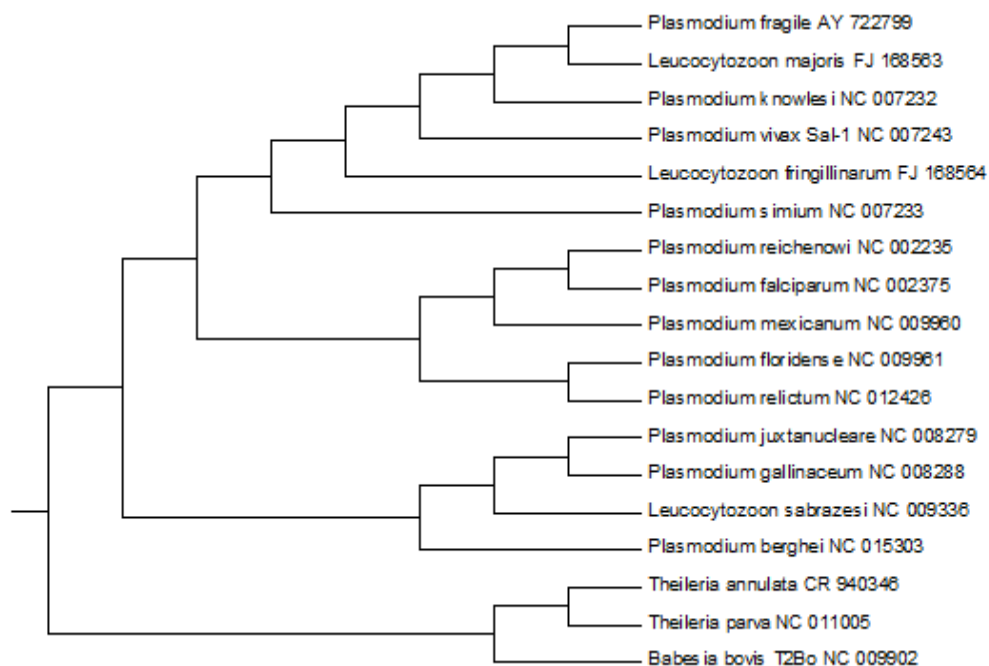 Plasmodium fragile AY 722799
Leucocytozoon majoris FJ 168563
Plasmodium knowlesi NC 007232
Plasmodium vivax Sal-1 NC 007243
Leucocytozoon fringillinarum FJ 168564
Plasmodium simium NC 007233
Plasmodium reichenowi NC 002235
Plasmodium falciparum NC 002375
Plasmodium mexicanum NC 009960
Plasmodium floridense NC 009961
Plasmodium relictum NC 012426
Plasmodium juxtanucleare NC 008279
Plasmodium gallinaceum NC 008288
Leucocytozoon sabrazesi NC 009336
Plasmodium berghei NC 015303
Theileria annulata CR 940346
Theileria parva NC 011005
Babesia bovis T2Bo NC 009902